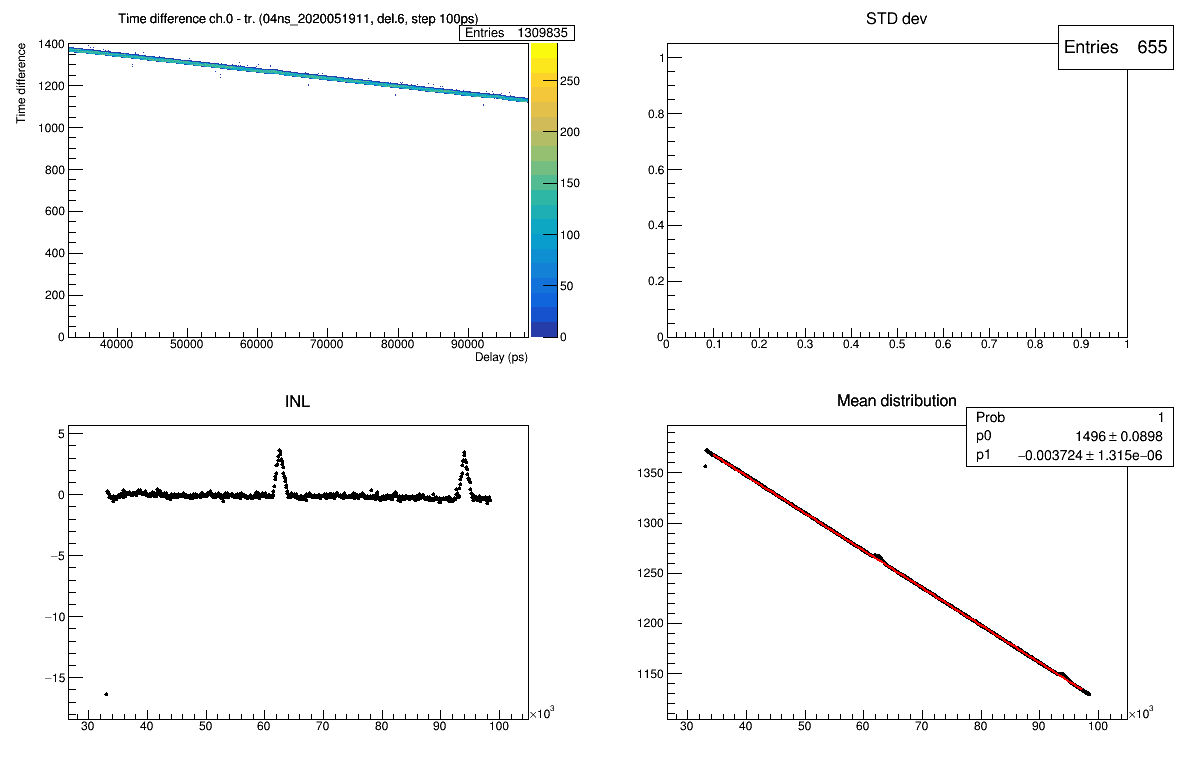 Time difference ch.0 - tr. (04ns_2020051911, del.6, step 100ps)
Entries 1309835
Time difference
1400
1200
1000
800
600
400
200
0
40000 50000 60000 70000 80000 90000
Delay (ps)
250
200
150
100
50
0
STD dev
Entries 655
1
0.8
0.6
0.4
0.2
0
0 0.1 0.2 0.3 0.4 0.5 0.6 0.7 0.8 0.9 1
INL
5
0
−5
−10
−15
30 40 50 60 70 80 90 100
×10³
Mean distribution
Prob 1
p0 1496 ± 0.0898
p1 −0.003724 ± 1.315e−06
1350
1300
1250
1200
1150
30 40 50 60 70 80 90 100
×10³